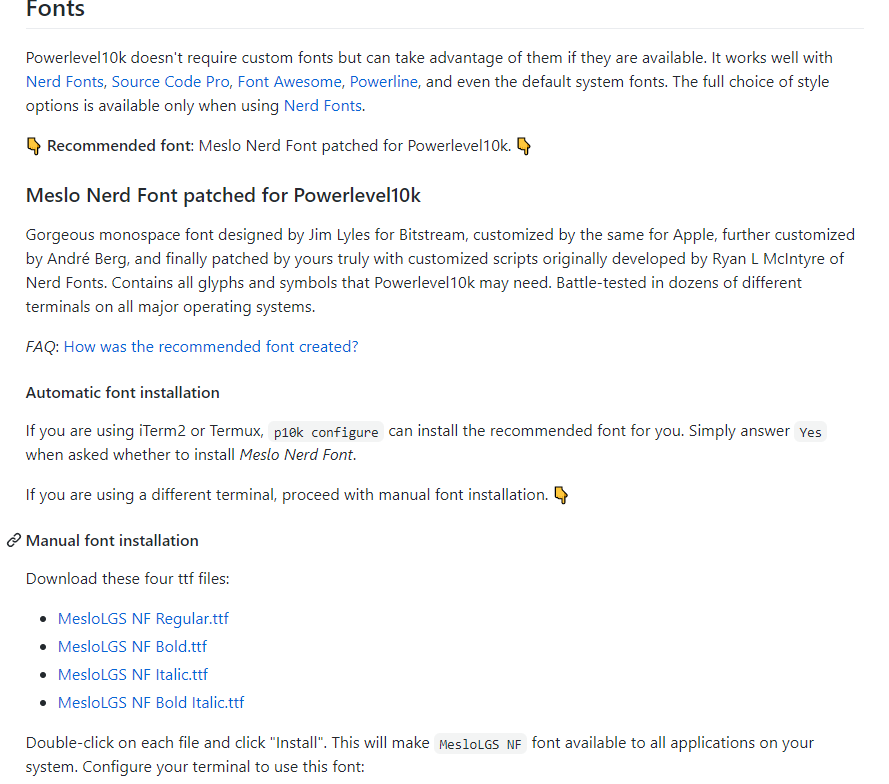 Fonts
Powerlevel10k doesn't require custom fonts but can take advantage of them if they are available. It works well with
Nerd Fonts, Source Code Pro, Font Awesome, Powerline, and even the default system fonts. The full choice of style
options is available only when using Nerd Fonts.
👇 Recommended font: Meslo Nerd Font patched for Powerlevel10k. 👇
Meslo Nerd Font patched for Powerlevel10k
Gorgeous monospace font designed by Jim Lyles for Bitstream, customized by the same for Apple, further customized
by André Berg, and finally patched by yours truly with customized scripts originally developed by Ryan L McIntyre of
Nerd Fonts. Contains all glyphs and symbols that Powerlevel10k may need. Battle-tested in dozens of different
terminals on all major operating systems.
FAQ: How was the recommended font created?
Automatic font installation
If you are using iTerm2 or Termux, p10k configure can install the recommended font for you. Simply answer Yes
when asked whether to install Meslo Nerd Font.
If you are using a different terminal, proceed with manual font installation. 👇
Manual font installation
Download these four ttf files:
• MesloLGS NF Regular.ttf
• MesloLGS NF Bold.ttf
• MesloLGS NF Italic.ttf
• MesloLGS NF Bold Italic.ttf
Double-click on each file and click "Install". This will make MesloLGS NF font available to all applications on your
system. Configure your terminal to use this font: